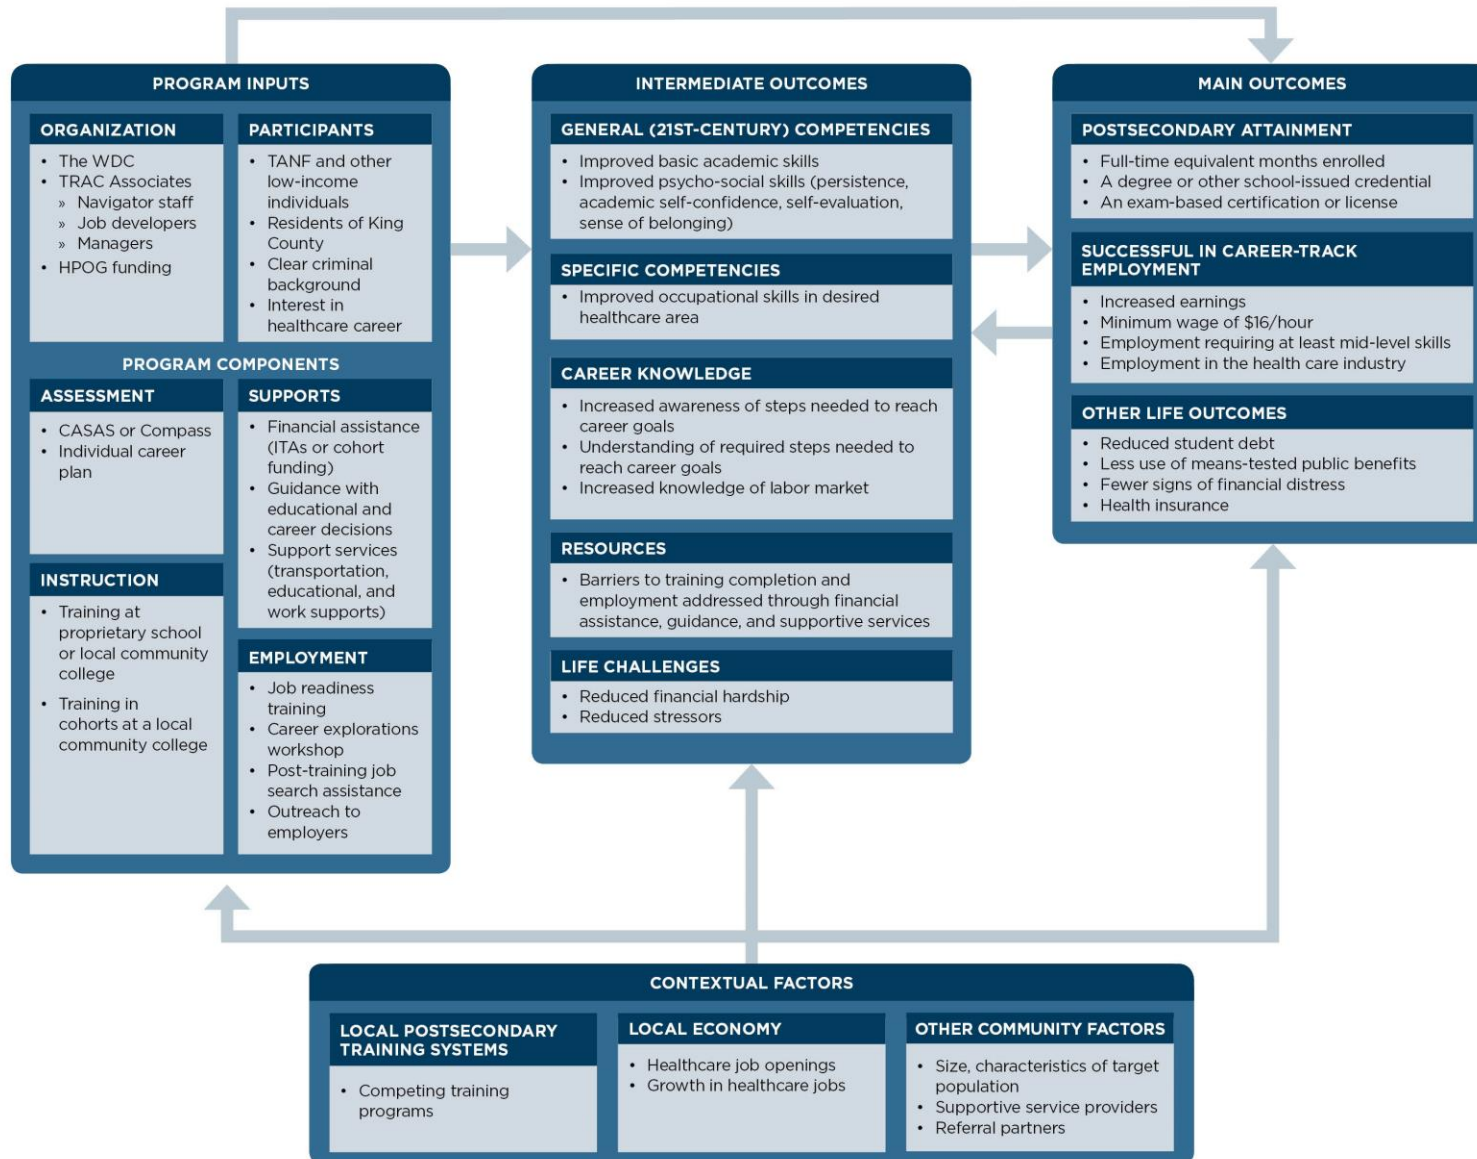 PROGRAM INPUTS
ORGANIZATION
• The WDC
• TRAC Associates
» Navigator staff
» Job developers
» Managers
• HPOG funding
PARTICIPANTS
• TANF and other
low-income
individuals
• Residents of King
County
• Clear criminal
background
• Interest in
healthcare career
PROGRAM COMPONENTS
ASSESSMENT
• CASAS or Compass
• Individual career
plan
SUPPORTS
• Financial assistance
(ITAs or cohort
funding)
• Guidance with
educational and
career decisions
• Support services
(transportation,
educational, and
work supports)
INSTRUCTION
• Training at
proprietary school
or local community
college
• Training in
cohorts at a local
community college
EMPLOYMENT
• Job readiness
training
• Career explorations
workshop
• Post-training job
search assistance
• Outreach to
employers
INTERMEDIATE OUTCOMES
GENERAL (21ST-CENTURY) COMPETENCIES
• Improved basic academic skills
• Improved psycho-social skills (persistence,
academic self-confidence, self-evaluation,
sense of belonging)
SPECIFIC COMPETENCIES
• Improved occupational skills in desired
healthcare area
CAREER KNOWLEDGE
• Increased awareness of steps needed to reach
career goals
• Understanding of required steps needed to
reach career goals
• Increased knowledge of labor market
RESOURCES
• Barriers to training completion and
employment addressed through financial
assistance, guidance, and supportive services
LIFE CHALLENGES
• Reduced financial hardship
• Reduced stressors
MAIN OUTCOMES
POSTSECONDARY ATTAINMENT
• Full-time equivalent months enrolled
• A degree or other school-issued credential
• An exam-based certification or license
SUCCESSFUL IN CAREER-TRACK
EMPLOYMENT
• Increased earnings
• Minimum wage of $16/hour
• Employment requiring at least mid-level skills
• Employment in the health care industry
OTHER LIFE OUTCOMES
• Reduced student debt
• Less use of means-tested public benefits
• Fewer signs of financial distress
• Health insurance
CONTEXTUAL FACTORS
LOCAL POSTSECONDARY
TRAINING SYSTEMS
• Competing training
programs
LOCAL ECONOMY
• Healthcare job openings
• Growth in healthcare jobs
OTHER COMMUNITY FACTORS
• Size, characteristics of target
population
• Supportive service providers
• Referral partners